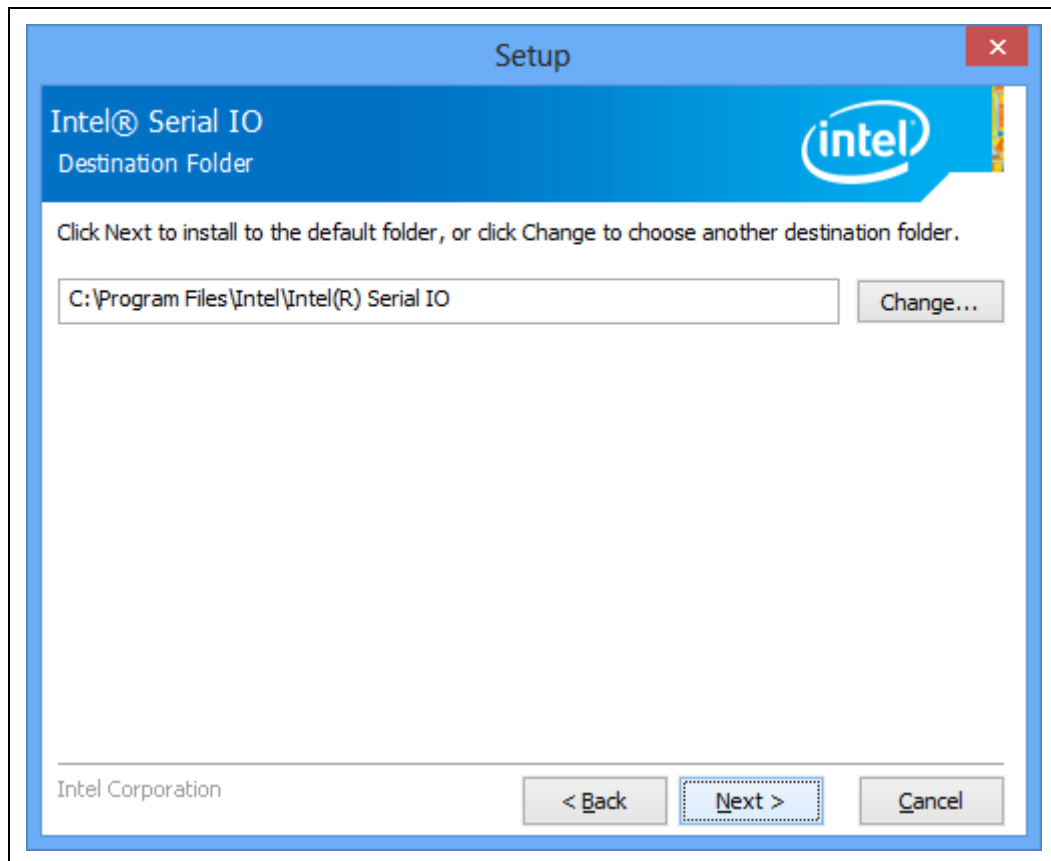 Setup
Intel® Serial IO
Destination Folder
intel
Click Next to install to the default folder, or click Change to choose another destination folder.
C:\Program Files\Intel\Intel(R) Serial IO
Change...
Intel Corporation
< Back
Next >
Cancel